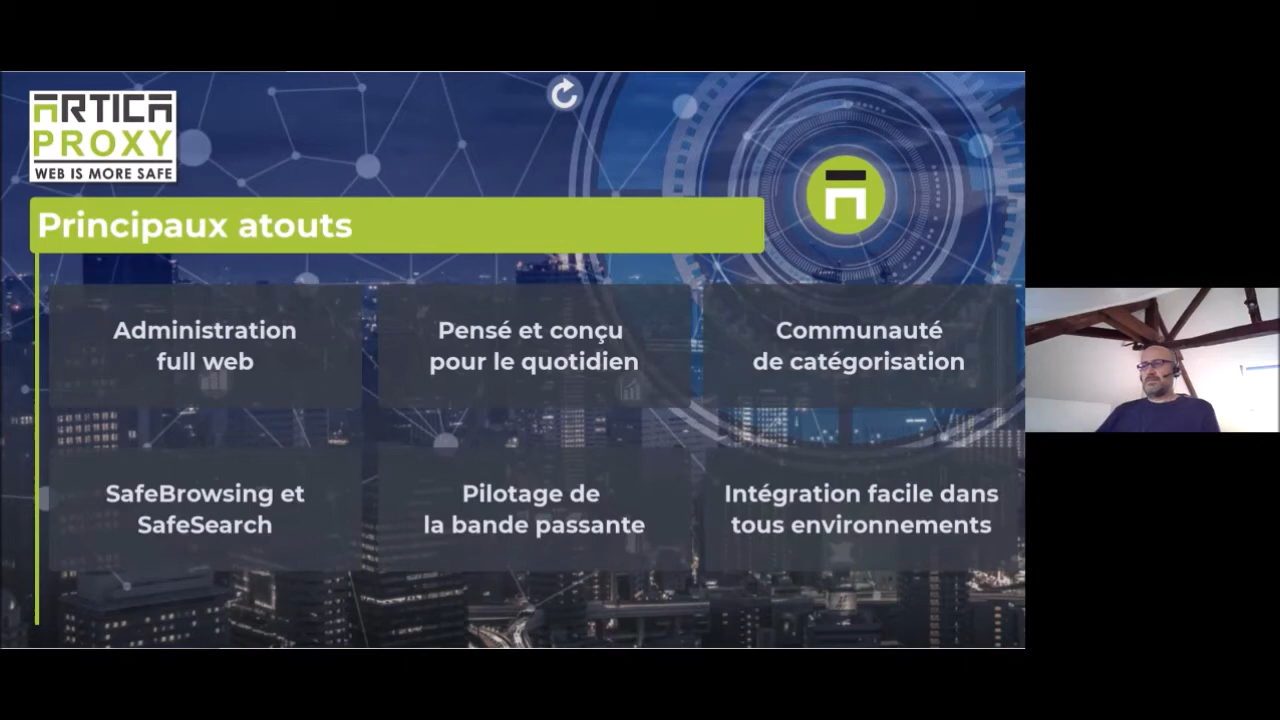 ARTICA
PROXY
WEB IS MORE SAFE
Principaux atouts
Administration
full web
Pensé et conçu
pour le quotidien
Communauté
de catégorisation
SafeBrowsing et
SafeSearch
Pilotage de
la bande passante
Intégration facile dans
tous environnements